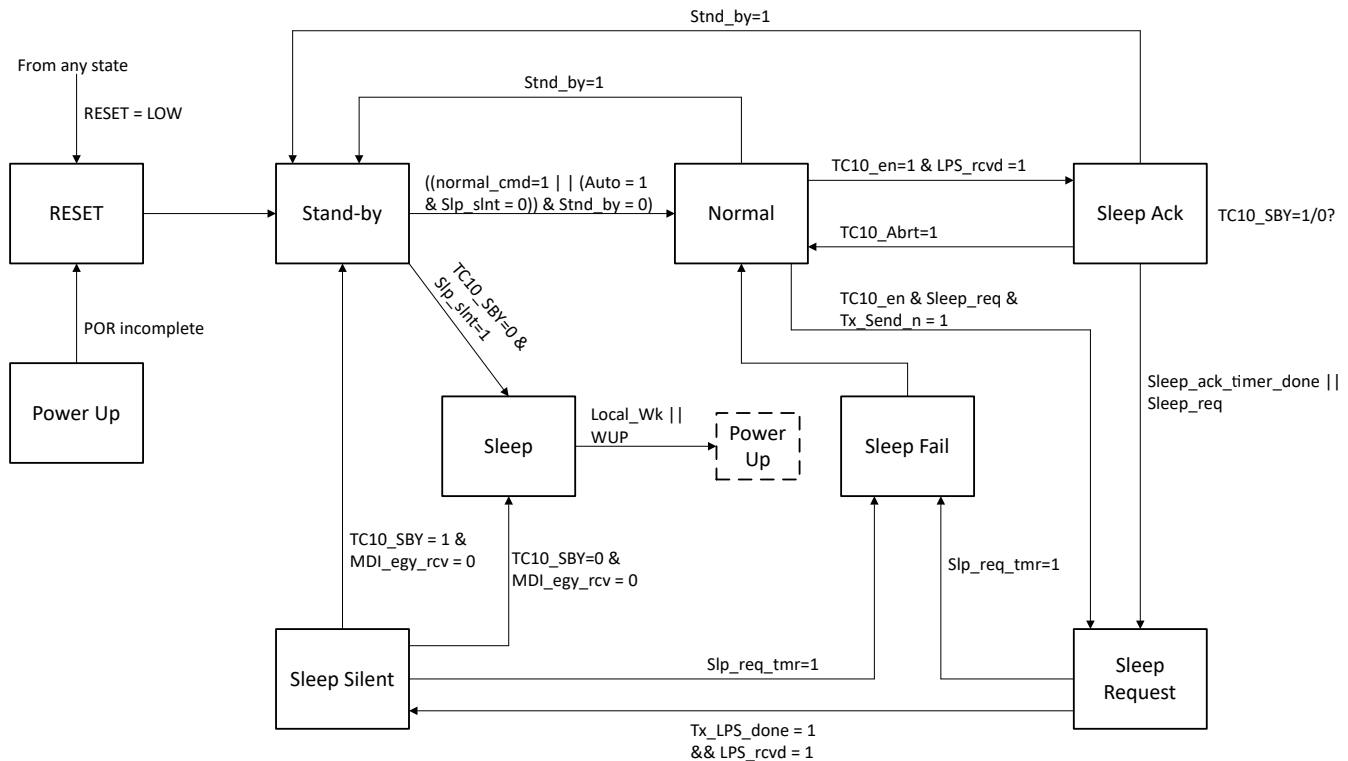 Stnd_by=1
From any state
Stnd_by=1
RESET = LOW
RESET
Stand-by
((normal_cmd=1 | | (Auto = 1
& Slp_slnt = 0)) & Stnd_by = 0)
Normal
TC10_en=1 & LPS_rcvd =1
Sleep Ack
TC10_SBY=1/0?
TC10_Abrt=1
TC10_SBY=0 &
Slp_slnt=1
TC10_en & Sleep_req &
Tx_Send_n = 1
POR incomplete
Power Up
Sleep_ack_timer_done ||
Sleep_req
Sleep
Local_Wk ||
WUP
Power
Up
Sleep Fail
TC10_SBY = 1 &
MDI_egy_rcv = 0
TC10_SBY=0 &
MDI_egy_rcv = 0
Slp_req_tmr=1
Sleep Silent
Slp_req_tmr=1
Sleep
Request
Tx_LPS_done = 1
&& LPS_rcvd = 1